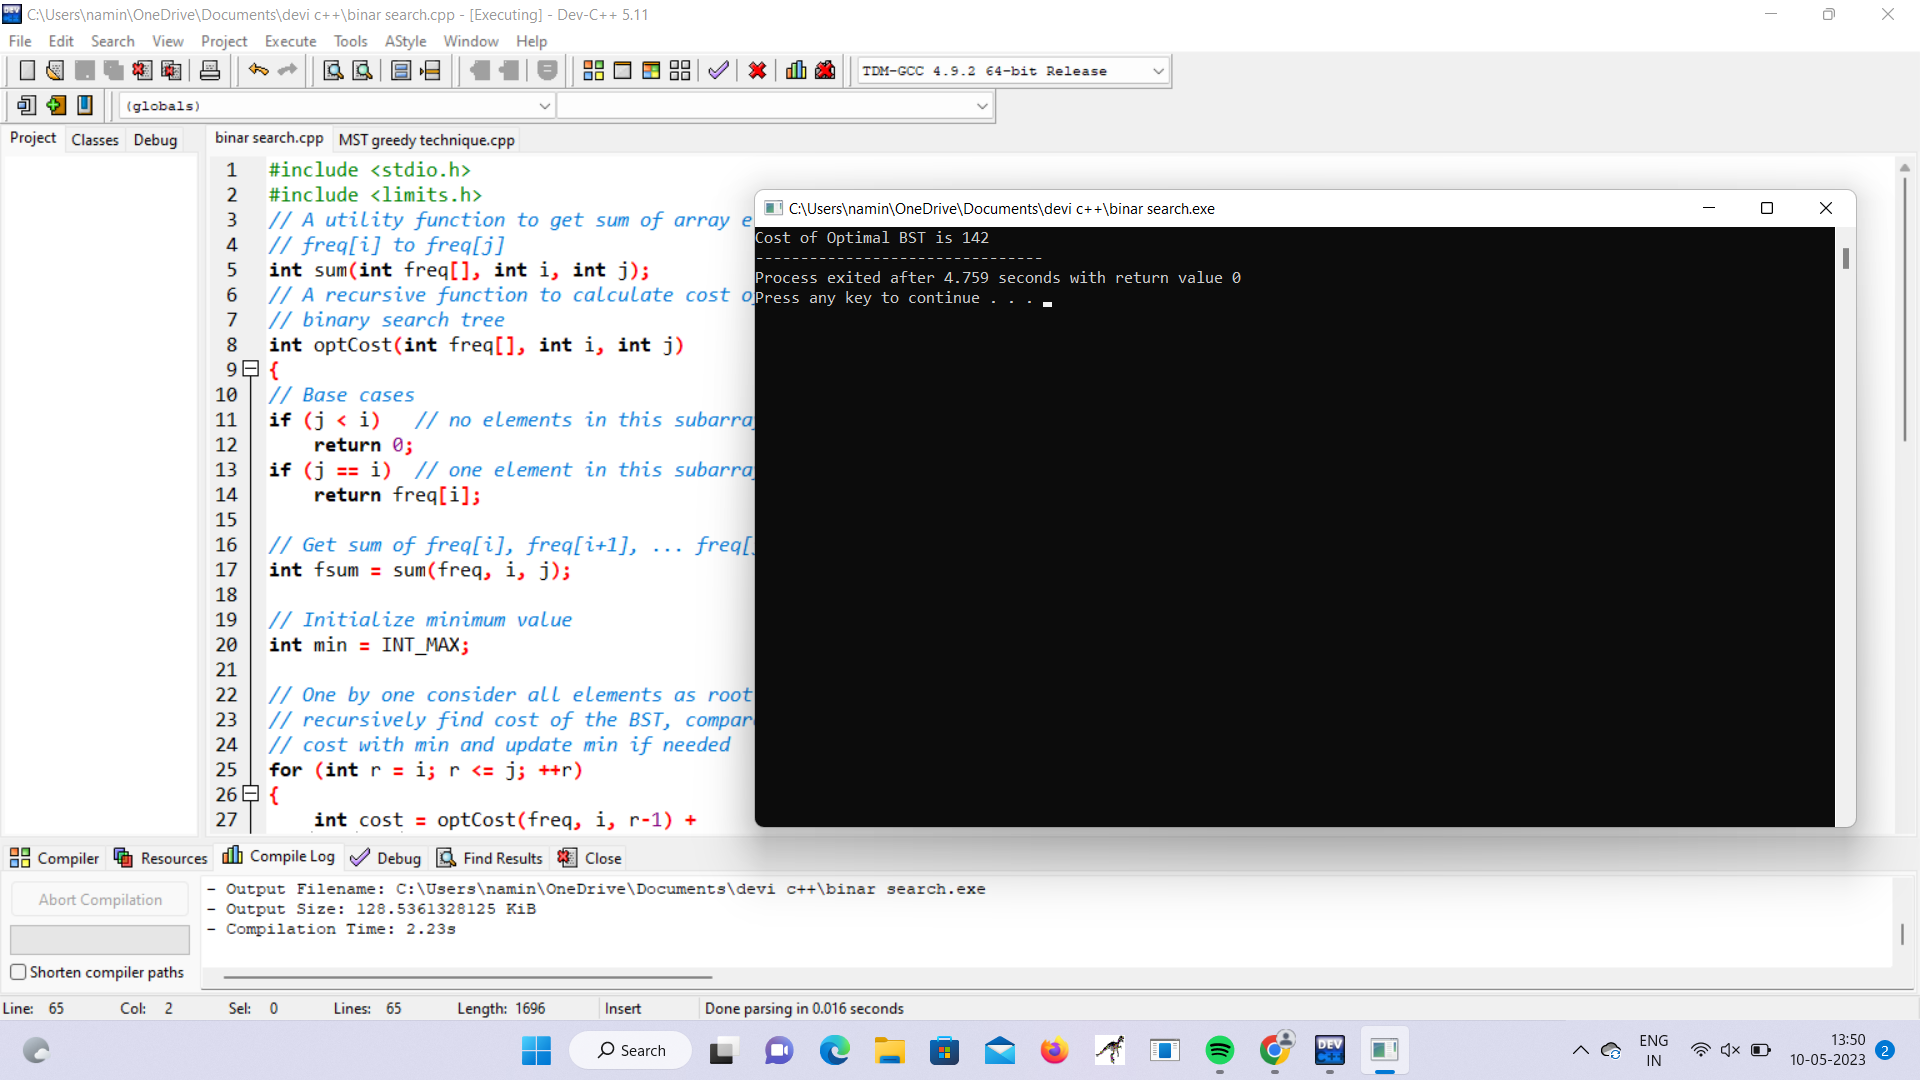 C:\Users\namin\OneDrive\Documents\devi c++\binar search.cpp - [Executing] - Dev-C++ 5.11
File Edit Search View Project Execute Tools AStyle Window Help
TDM-GCC 4.9.2 64-bit Release
(globals)
Project Classes Debug
binar search.cpp MST greedy technique.cpp
1 #include <stdio.h>
2 #include <limits.h>
3 // A utility function to get sum of array e
4 // freq[i] to freq[j]
5 int sum(int freq[], int i, int j);
6 // A recursive function to calculate cost o
7 // binary search tree
8 int optCost(int freq[], int i, int j)
9 {
10 // Base cases
11 if (j < i)   // no elements in this subarra
12     return 0;
13 if (j == i)  // one element in this subarra
14     return freq[i];
15
16 // Get sum of freq[i], freq[i+1], ... freq[
17 int fsum = sum(freq, i, j);
18
19 // Initialize minimum value
20 int min = INT_MAX;
21
22 // One by one consider all elements as root
23 // recursively find cost of the BST, compar
24 // cost with min and update min if needed
25 for (int r = i; r <= j; ++r)
26 {
27     int cost = optCost(freq, i, r-1) +
C:\Users\namin\OneDrive\Documents\devi c++\binar search.exe
Cost of Optimal BST is 142
--------------------------------
Process exited after 4.759 seconds with return value 0
Press any key to continue . . .
Compiler Resources Compile Log Debug Find Results Close
Abort Compilation
Shorten compiler paths
- Output Filename: C:\Users\namin\OneDrive\Documents\devi c++\binar search.exe
- Output Size: 128.5361328125 KiB
- Compilation Time: 2.23s
Line: 65 Col: 2 Sel: 0 Lines: 65 Length: 1696 Insert Done parsing in 0.016 seconds
Search
DEV C++
ENG
IN
13:50
10-05-2023
2